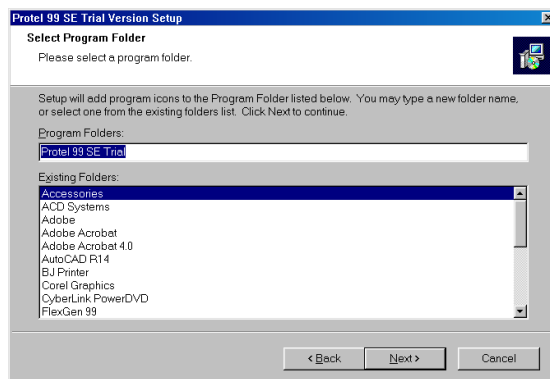 Protel 99 SE Trial Version Setup
Select Program Folder
Please select a program folder.
Setup will add program icons to the Program Folder listed below. You may type a new folder name,
or select one from the existing folders list. Click Next to continue.
Program Folders:
Protel 99 SE Trial
Existing Folders:
Accessories
ACD Systems
Adobe
Adobe Acrobat
Adobe Acrobat 4.0
AutoCAD R14
BJ Printer
Corel Graphics
CyberLink PowerDVD
FlexGen 99
< Back Next > Cancel